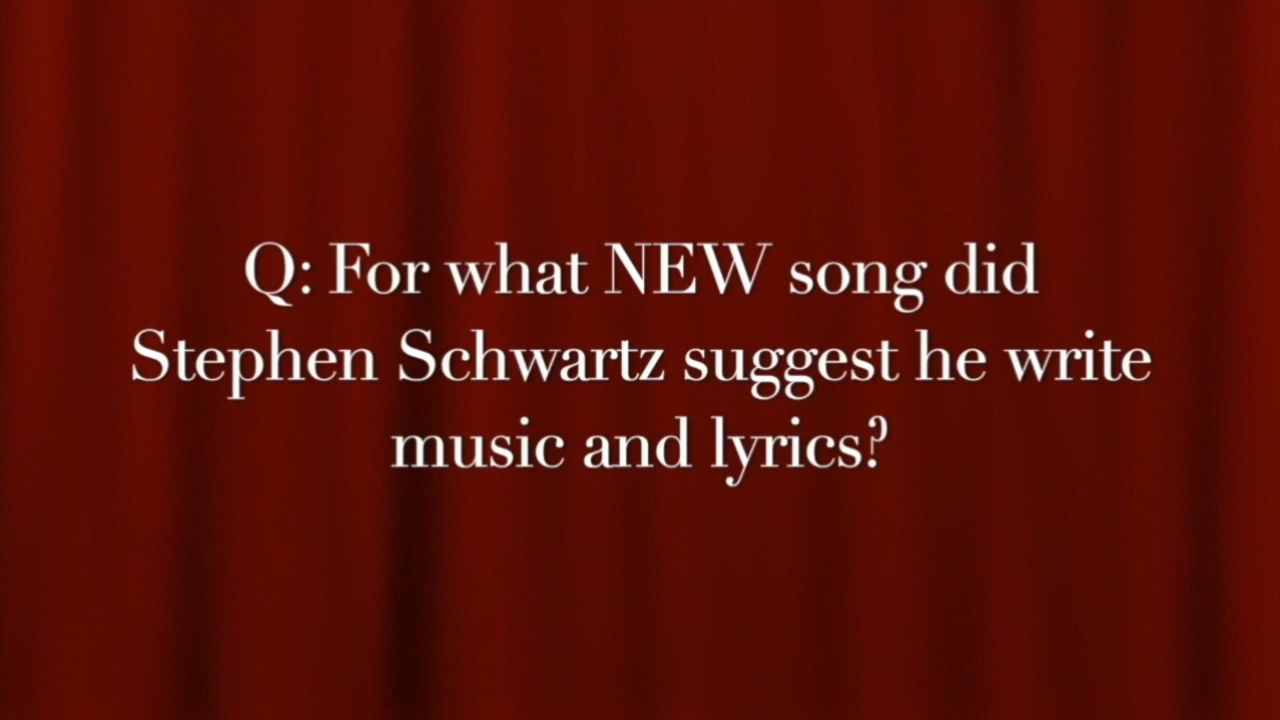 Q: For what NEW song did
Stephen Schwartz suggest he write
music and lyrics?